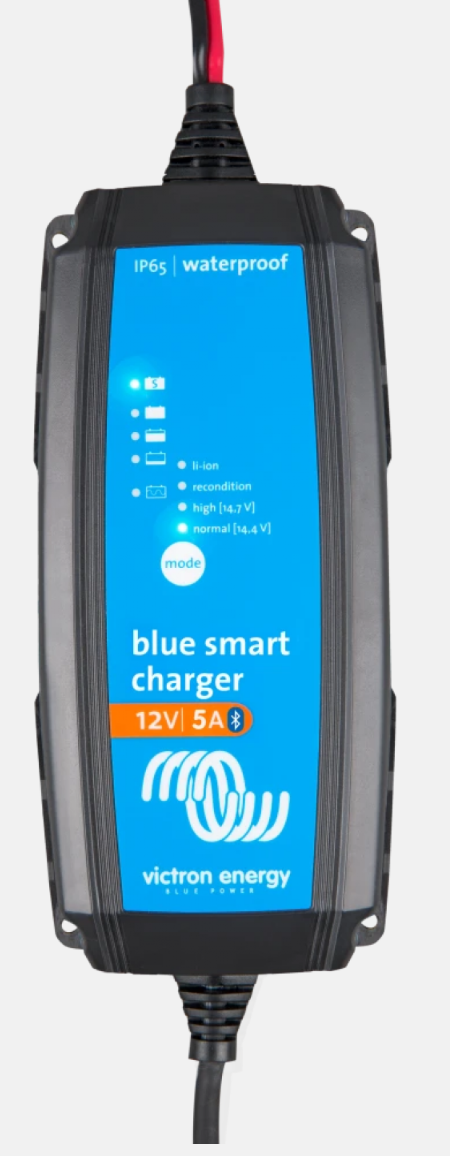 IP65 | waterproof
S
li-ion
recondition
high [14,7 V]
normal [14,4 V]
mode
blue smart
charger
12V | 5A
victron energy
BLUE POWER